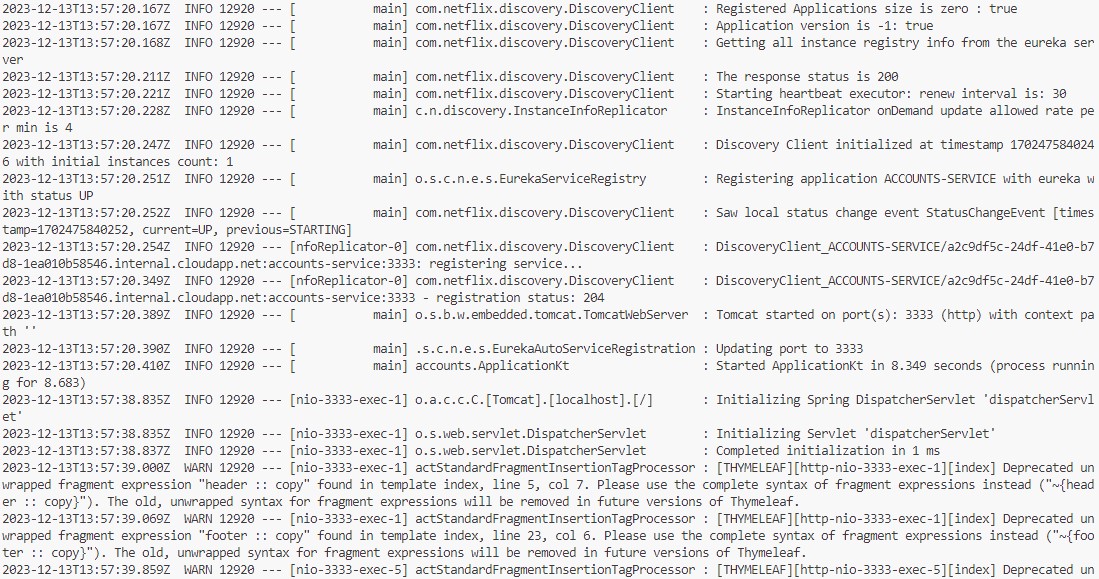 2023-12-13T13:57:20.167Z  INFO 12920 --- [           main] com.netflix.discovery.DiscoveryClient    : Registered Applications size is zero : true
2023-12-13T13:57:20.167Z  INFO 12920 --- [           main] com.netflix.discovery.DiscoveryClient    : Application version is -1: true
2023-12-13T13:57:20.168Z  INFO 12920 --- [           main] com.netflix.discovery.DiscoveryClient    : Getting all instance registry info from the eureka ser
ver
2023-12-13T13:57:20.211Z  INFO 12920 --- [           main] com.netflix.discovery.DiscoveryClient    : The response status is 200
2023-12-13T13:57:20.221Z  INFO 12920 --- [           main] com.netflix.discovery.DiscoveryClient    : Starting heartbeat executor: renew interval is: 30
2023-12-13T13:57:20.228Z  INFO 12920 --- [           main] c.n.discovery.InstanceInfoReplicator     : InstanceInfoReplicator onDemand update allowed rate pe
r min is 4
2023-12-13T13:57:20.247Z  INFO 12920 --- [           main] com.netflix.discovery.DiscoveryClient    : Discovery Client initialized at timestamp 170247584024
6 with initial instances count: 1
2023-12-13T13:57:20.251Z  INFO 12920 --- [           main] o.s.c.n.e.s.EurekaServiceRegistry        : Registering application ACCOUNTS-SERVICE with eureka w
ith status UP
2023-12-13T13:57:20.252Z  INFO 12920 --- [           main] com.netflix.discovery.DiscoveryClient    : Saw local status change event StatusChangeEvent [times
tamp=1702475840252, current=UP, previous=STARTING]
2023-12-13T13:57:20.254Z  INFO 12920 --- [nfoReplicator-0] com.netflix.discovery.DiscoveryClient    : DiscoveryClient_ACCOUNTS-SERVICE/a2c9df5c-24df-41e0-b7
d8-1ea010b58546.internal.cloudapp.net:accounts-service:3333: registering service...
2023-12-13T13:57:20.349Z  INFO 12920 --- [nfoReplicator-0] com.netflix.discovery.DiscoveryClient    : DiscoveryClient_ACCOUNTS-SERVICE/a2c9df5c-24df-41e0-b7
d8-1ea010b58546.internal.cloudapp.net:accounts-service:3333 - registration status: 204
2023-12-13T13:57:20.389Z  INFO 12920 --- [           main] o.s.b.w.embedded.tomcat.TomcatWebServer  : Tomcat started on port(s): 3333 (http) with context pa
th ''
2023-12-13T13:57:20.390Z  INFO 12920 --- [           main] .s.c.n.e.s.EurekaAutoServiceRegistration : Updating port to 3333
2023-12-13T13:57:20.410Z  INFO 12920 --- [           main] accounts.ApplicationKt                   : Started ApplicationKt in 8.349 seconds (process runnin
g for 8.683)
2023-12-13T13:57:38.835Z  INFO 12920 --- [nio-3333-exec-1] o.a.c.c.C.[Tomcat].[localhost].[/]       : Initializing Spring DispatcherServlet 'dispatcherServl
et'
2023-12-13T13:57:38.835Z  INFO 12920 --- [nio-3333-exec-1] o.s.web.servlet.DispatcherServlet        : Initializing Servlet 'dispatcherServlet'
2023-12-13T13:57:38.837Z  INFO 12920 --- [nio-3333-exec-1] o.s.web.servlet.DispatcherServlet        : Completed initialization in 1 ms
2023-12-13T13:57:39.000Z  WARN 12920 --- [nio-3333-exec-1] actStandardFragmentInsertionTagProcessor : [THYMELEAF][http-nio-3333-exec-1][index] Deprecated un
wrapped fragment expression "header :: copy" found in template index, line 5, col 7. Please use the complete syntax of fragment expressions instead ("~{head
er :: copy}"). The old, unwrapped syntax for fragment expressions will be removed in future versions of Thymeleaf.
2023-12-13T13:57:39.069Z  WARN 12920 --- [nio-3333-exec-1] actStandardFragmentInsertionTagProcessor : [THYMELEAF][http-nio-3333-exec-1][index] Deprecated un
wrapped fragment expression "footer :: copy" found in template index, line 23, col 6. Please use the complete syntax of fragment expressions instead ("~{foo
ter :: copy}"). The old, unwrapped syntax for fragment expressions will be removed in future versions of Thymeleaf.
2023-12-13T13:57:39.859Z  WARN 12920 --- [nio-3333-exec-5] actStandardFragmentInsertionTagProcessor : [THYMELEAF][http-nio-3333-exec-5][index] Deprecated un